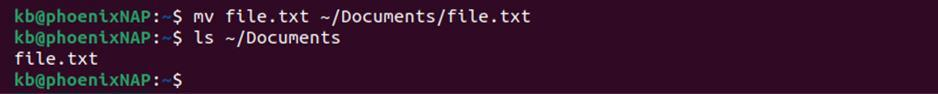 kb@phoenixNAP:~$ mv file.txt ~/Documents/file.txt
kb@phoenixNAP:~$ ls ~/Documents
file.txt
kb@phoenixNAP:~$